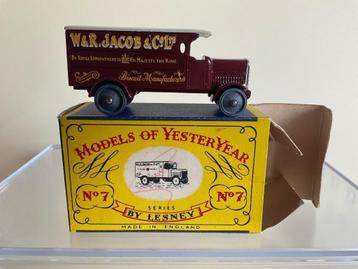 W & R. JACOB & Co LTD
By Royal Appointment to His Majesty the King
Biscuit Manufacturers
MODELS OF YESTERYEAR
No 7
No 7
SERIES
BY LESNEY
MADE IN ENGLAND